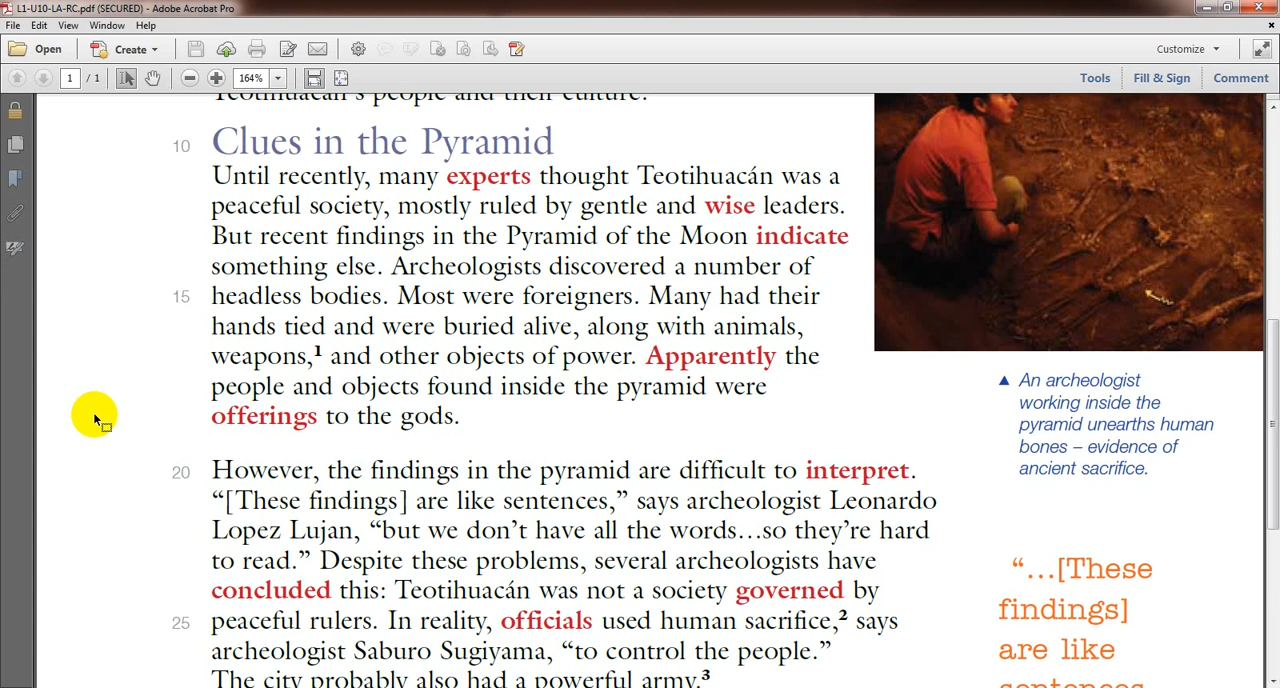 L1-U10-LA-RC.pdf (SECURED) - Adobe Acrobat Pro
File Edit View Window Help
Open Create Customize
1 / 1 164% Tools Fill & Sign Comment
Teotihuacán's people and their culture.
10 Clues in the Pyramid
Until recently, many experts thought Teotihuacán was a
peaceful society, mostly ruled by gentle and wise leaders.
But recent findings in the Pyramid of the Moon indicate
something else. Archeologists discovered a number of
15 headless bodies. Most were foreigners. Many had their
hands tied and were buried alive, along with animals,
weapons,¹ and other objects of power. Apparently the
people and objects found inside the pyramid were
offerings to the gods.
20 However, the findings in the pyramid are difficult to interpret.
“[These findings] are like sentences,” says archeologist Leonardo
Lopez Lujan, “but we don’t have all the words...so they’re hard
to read.” Despite these problems, several archeologists have
concluded this: Teotihuacán was not a society governed by
25 peaceful rulers. In reality, officials used human sacrifice,² says
archeologist Saburo Sugiyama, “to control the people.”
The city probably also had a powerful army.³
▲ An archeologist
working inside the
pyramid unearths human
bones – evidence of
ancient sacrifice.
“...[These
findings]
are like
sentences